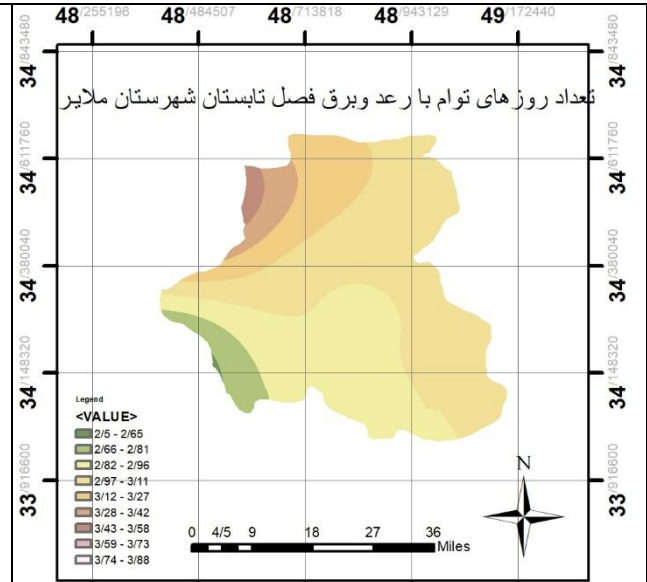 48/255196 48/484507 48/713818 48/943129 49/172440
34/843480 34/843480
تعداد روزهای توام با رعد وبرق فصل تابستان شهرستان ملایر
34/611760 34/611760
34/380040 34/380040
34/148320 34/148320
Legend
<VALUE>
2/5 - 2/65
2/66 - 2/81
2/82 - 2/96
2/97 - 3/11
3/12 - 3/27
3/28 - 3/42
3/43 - 3/58
3/59 - 3/73
3/74 - 3/88
33/916600 33/916600
N
0 4/5 9 18 27 36
Miles